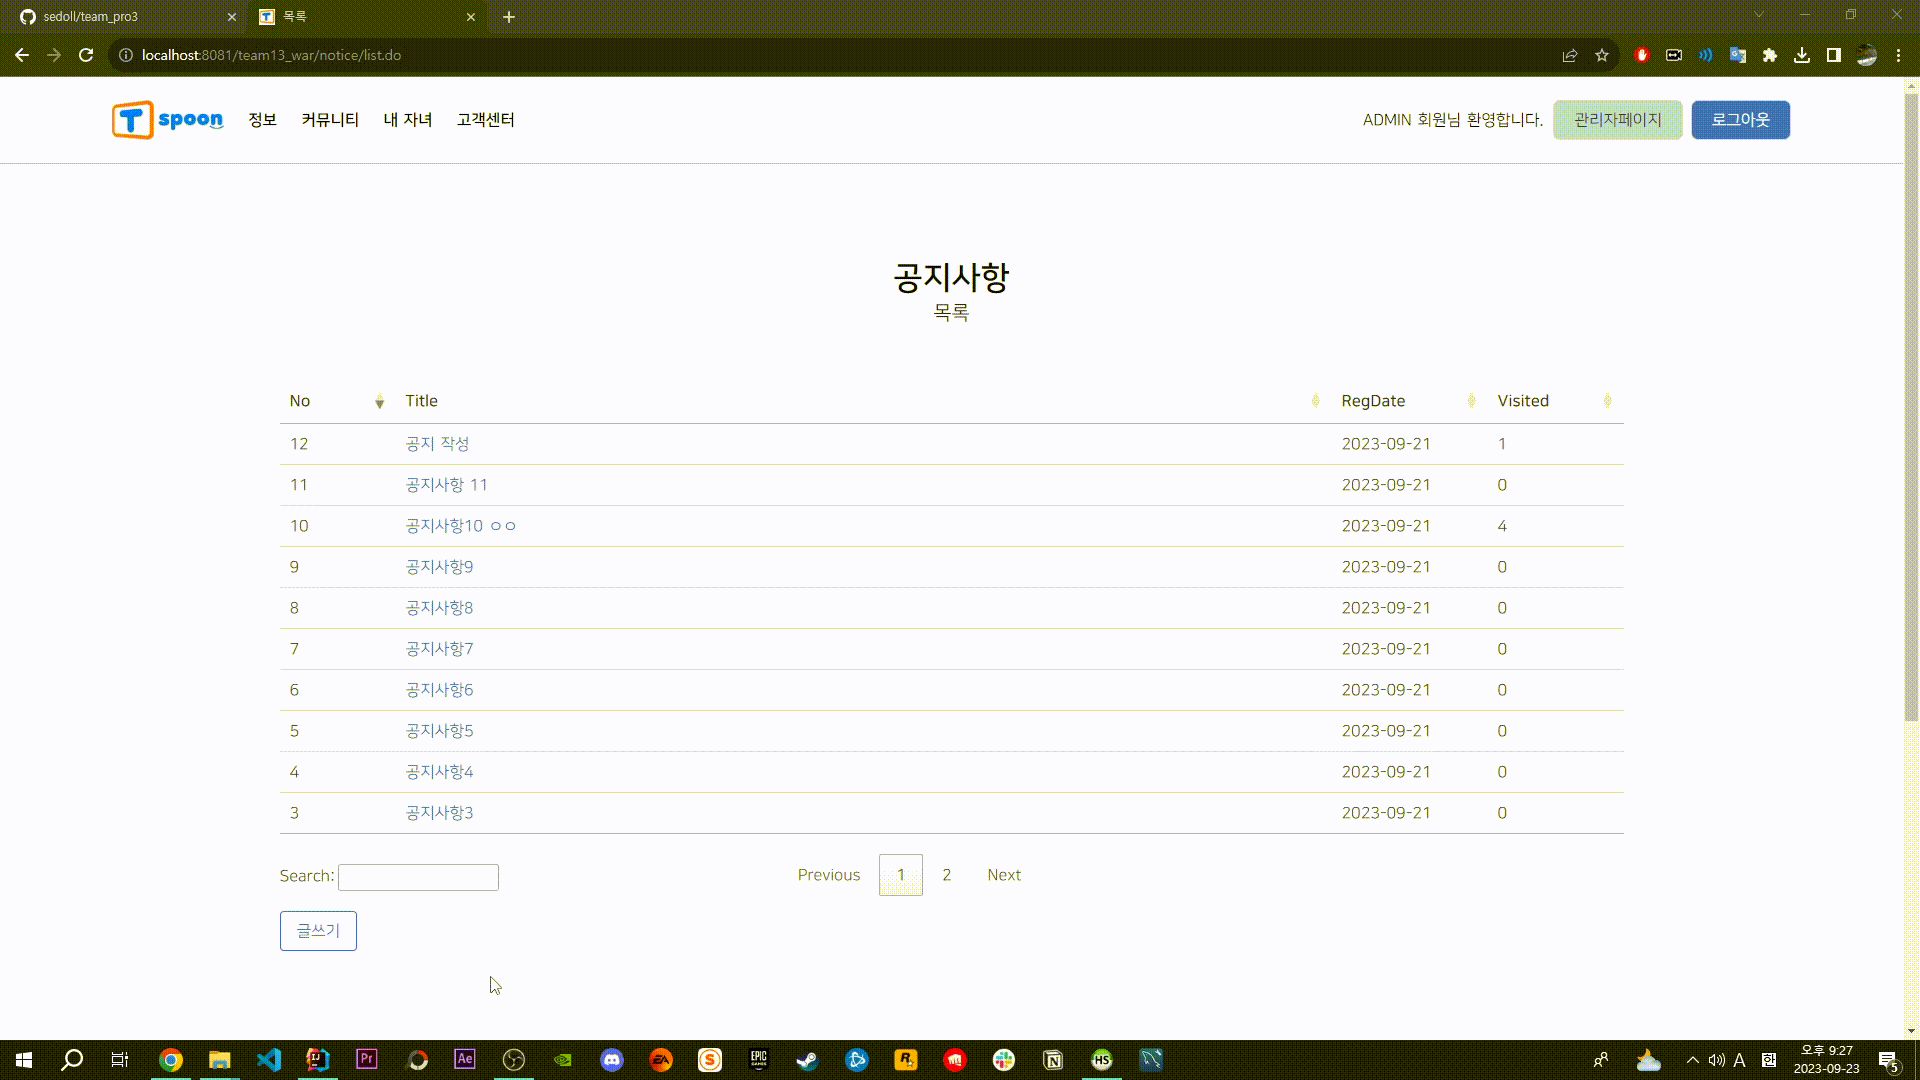 sedoll/team_pro3
목록
localhost:8081/team13_war/notice/list.do
T spoon
정보 커뮤니티 내 자녀 고객센터
ADMIN 회원님 환영합니다. 관리자페이지 로그아웃
공지사항
목록
No Title RegDate Visited
12 공지 작성 2023-09-21 1
11 공지사항 11 2023-09-21 0
10 공지사항10 ㅇㅇ 2023-09-21 4
9 공지사항9 2023-09-21 0
8 공지사항8 2023-09-21 0
7 공지사항7 2023-09-21 0
6 공지사항6 2023-09-21 0
5 공지사항5 2023-09-21 0
4 공지사항4 2023-09-21 0
3 공지사항3 2023-09-21 0
Search: Previous 1 2 Next
글쓰기
Pr Ae EA S EPIC GAMES R N HS
A 한 오후 9:27
2023-09-23 5